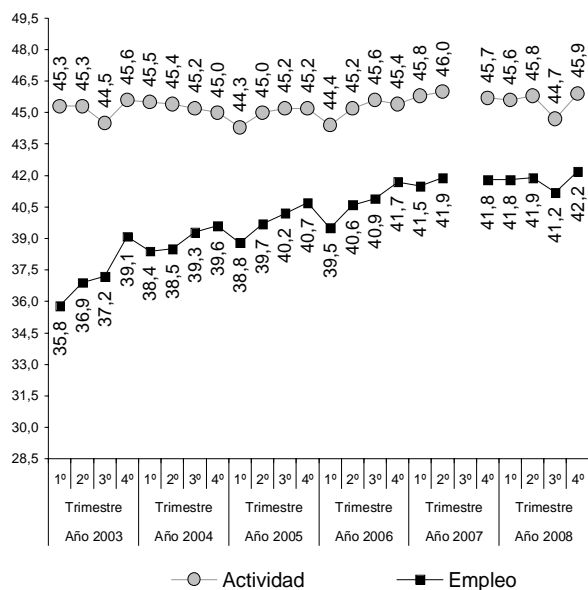 49,5
48,0
46,5
45,0
43,5
42,0
40,5
39,0
37,5
36,0
34,5
33,0
31,5
30,0
28,5
45,3 45,3 44,5 45,6 45,5 45,4 45,2 45,0 44,3 45,0 45,2 45,2 44,4 45,2 45,6 45,4 45,8 46,0 45,7 45,6 45,8 44,7 45,9
35,8 36,9 37,2 39,1 38,4 38,5 39,3 39,6 38,8 39,7 40,2 40,7 39,5 40,6 40,9 41,7 41,5 41,9 41,8 41,8 41,9 41,2 42,2
1º 2º 3º 4º 1º 2º 3º 4º 1º 2º 3º 4º 1º 2º 3º 4º 1º 2º 3º 4º 1º 2º 3º 4º
Trimestre Trimestre Trimestre Trimestre Trimestre Trimestre
Año 2003 Año 2004 Año 2005 Año 2006 Año 2007 Año 2008
Actividad Empleo